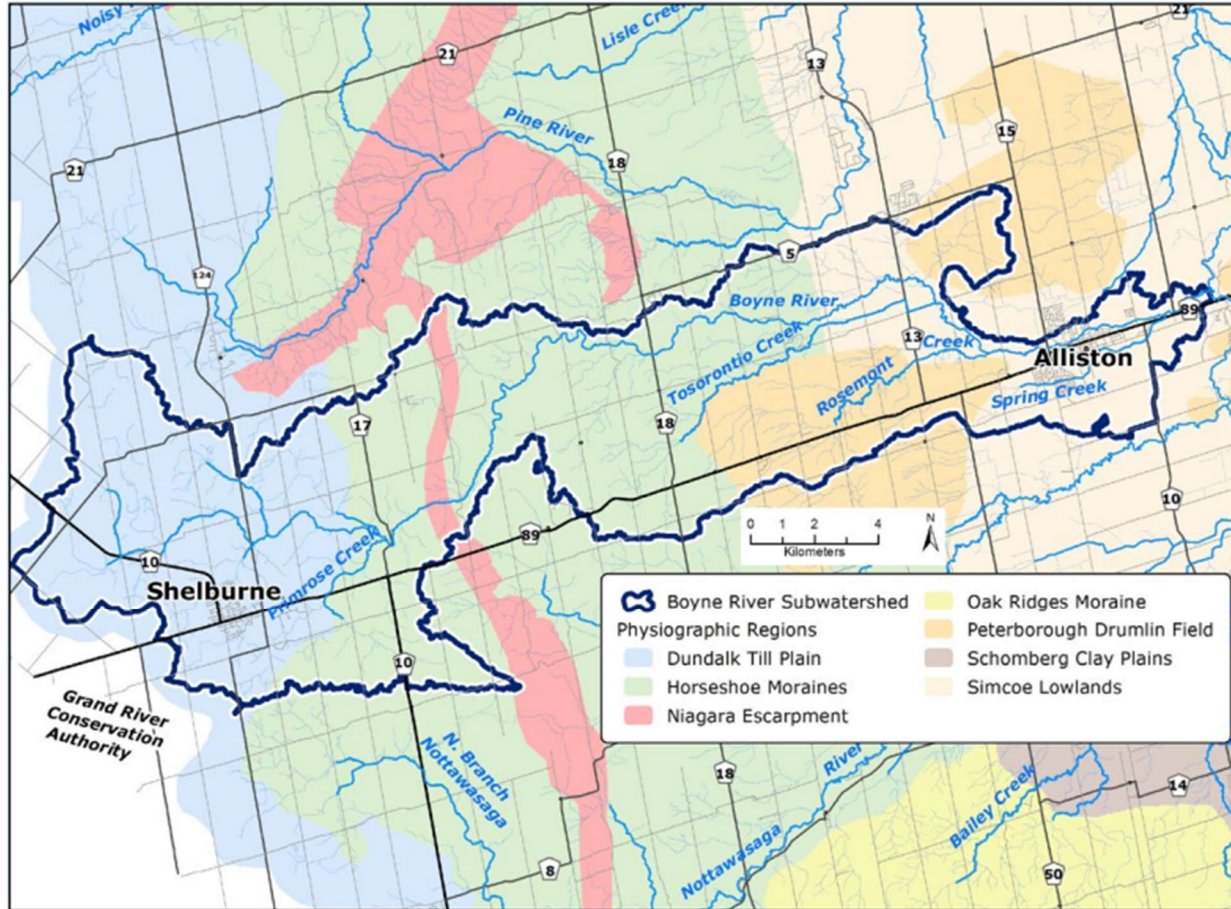 Noisy
Lisle Creek
21
21
13
Pine River
15
18
21
124
5
Boyne River
89
Tosorontio Creek
13
Creek
Alliston
Rosemont
Spring Creek
17
18
10
89
0 1 2 4
Kilometers
N
10
Shelburne
Primrose Creek
10
Grand River
Conservation
Authority
N. Branch
Nottawasaga
Boyne River Subwatershed
Physiographic Regions
Dundalk Till Plain
Horseshoe Moraines
Niagara Escarpment
Oak Ridges Moraine
Peterborough Drumlin Field
Schomberg Clay Plains
Simcoe Lowlands
18
River
Nottawasaga
Bailey Creek
14
8
50